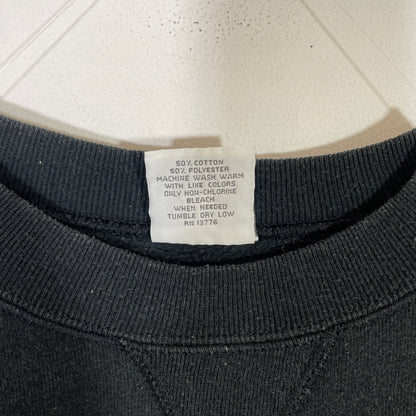 50% COTTON
50% POLYESTER
MACHINE WASH WARM
WITH LIKE COLORS
ONLY NON-CHLORINE
BLEACH
WHEN NEEDED
TUMBLE DRY LOW
RN 13776